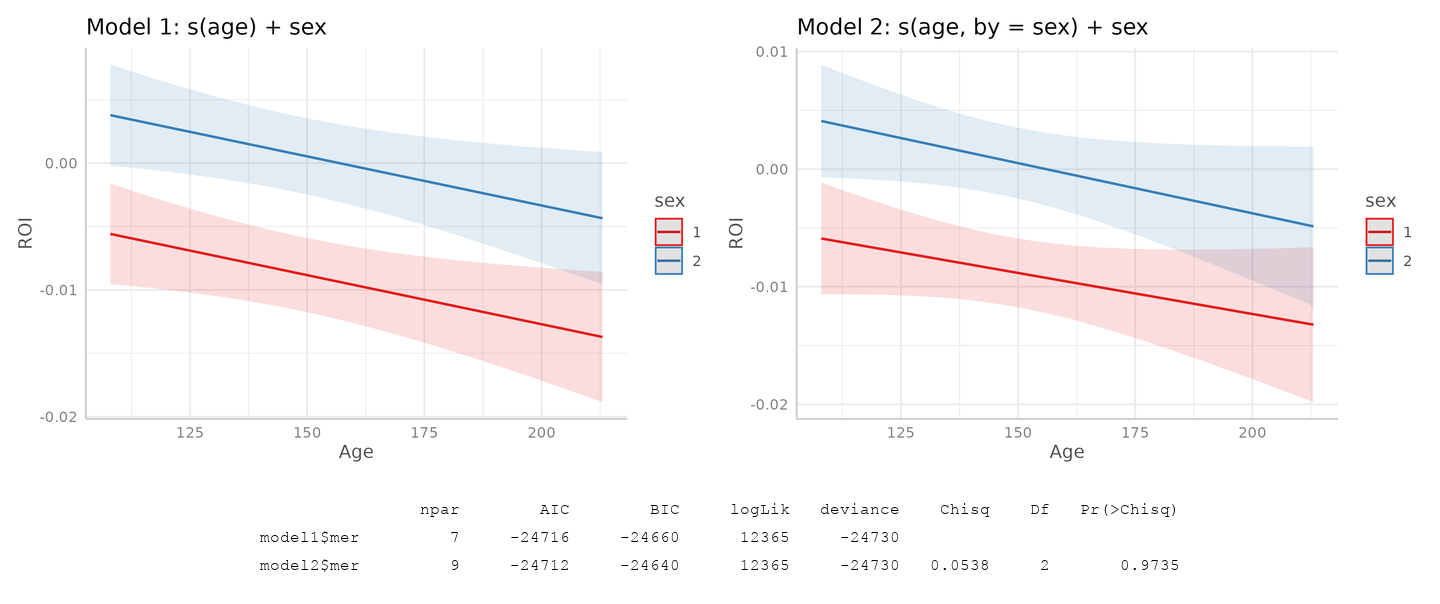 Model 1: s(age) + sex
0.00
-0.01
-0.02
ROI
125 150 175 200
Age
sex
1
2
Model 2: s(age, by = sex) + sex
0.01
0.00
-0.01
-0.02
ROI
125 150 175 200
Age
sex
1
2
npar AIC BIC logLik deviance Chisq Df Pr(>Chisq)
model1$mer 7 -24716 -24660 12365 -24730
model2$mer 9 -24712 -24640 12365 -24730 0.0538 2 0.9735